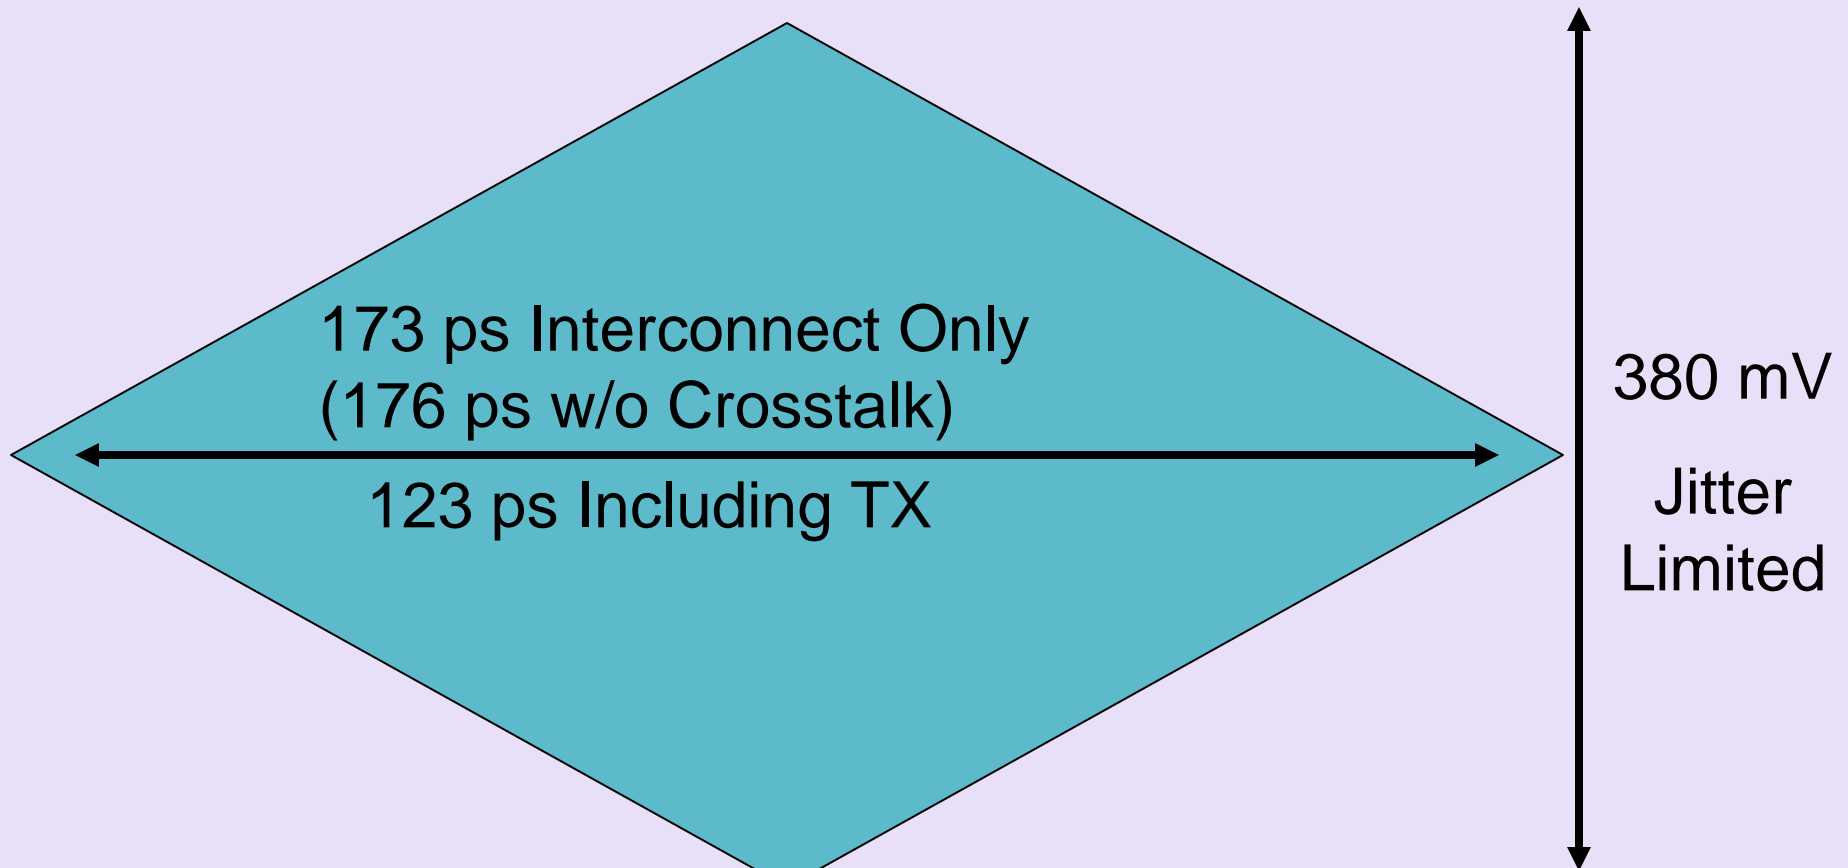 173 ps Interconnect Only
(176 ps w/o Crosstalk)
123 ps Including TX
380 mV
Jitter
Limited